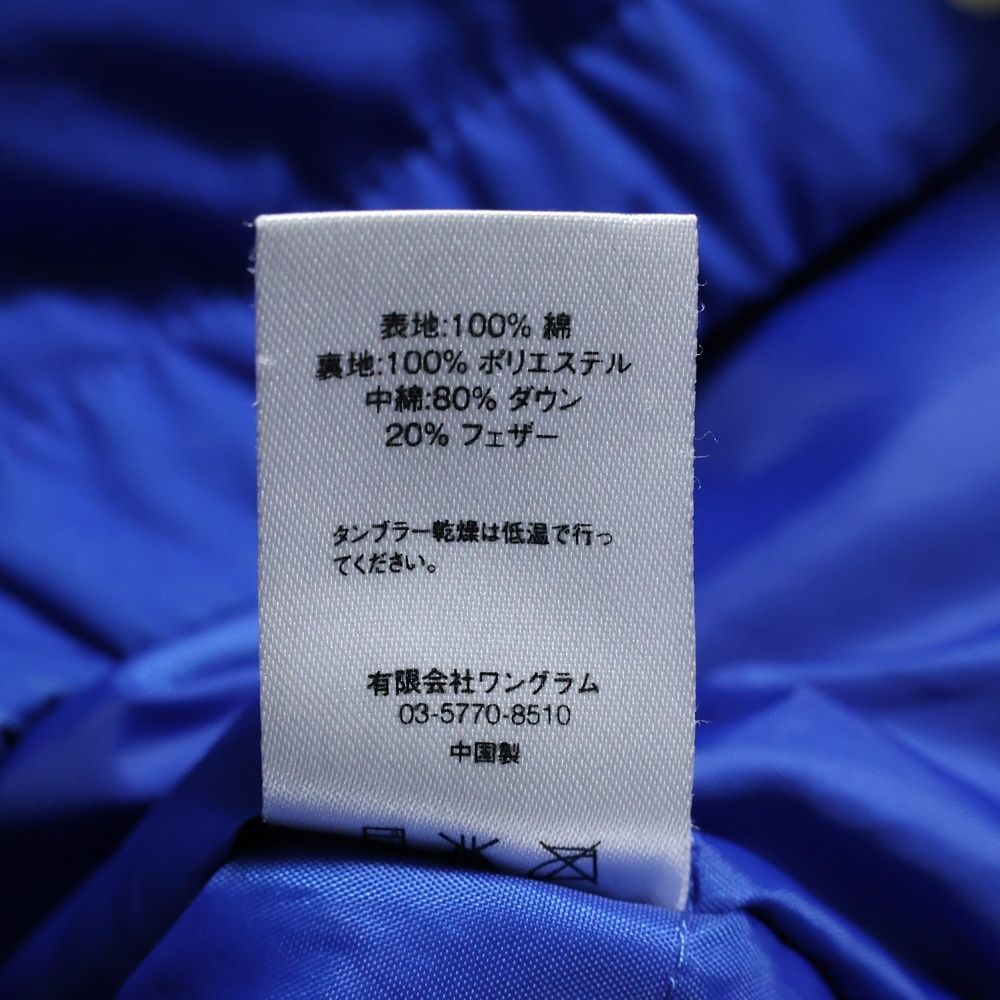 表地:100% 綿
裏地:100% ポリエステル
中綿:80% ダウン
20% フェザー
タンブラー乾燥は低温で行っ
てください。
有限会社ワングラム
03-5770-8510
中国製